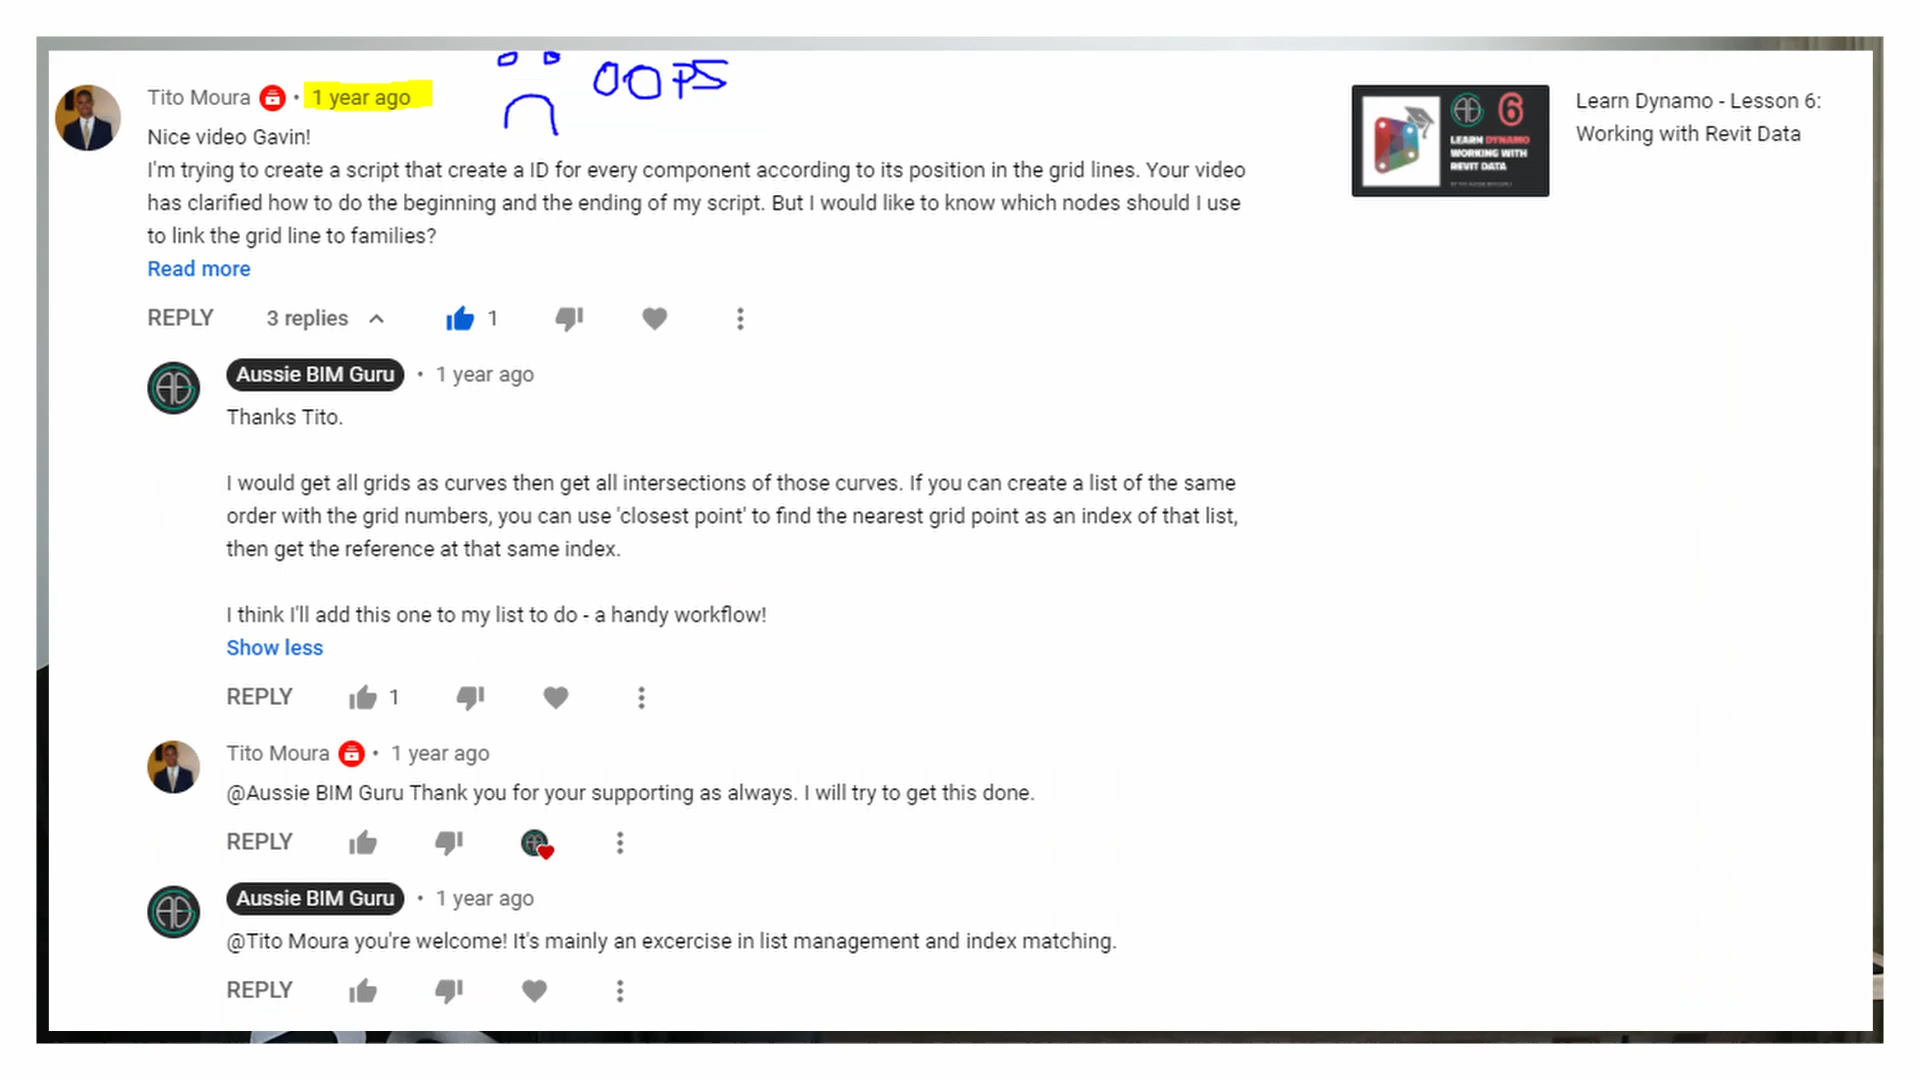 Tito Moura • 1 year ago
OOPS
Nice video Gavin!
I'm trying to create a script that create a ID for every component according to its position in the grid lines. Your video
has clarified how to do the beginning and the ending of my script. But I would like to know which nodes should I use
to link the grid line to families?
Read more
REPLY 3 replies 1
Aussie BIM Guru • 1 year ago
Thanks Tito.
I would get all grids as curves then get all intersections of those curves. If you can create a list of the same
order with the grid numbers, you can use 'closest point' to find the nearest grid point as an index of that list,
then get the reference at that same index.
I think I'll add this one to my list to do - a handy workflow!
Show less
REPLY 1
Tito Moura • 1 year ago
@Aussie BIM Guru Thank you for your supporting as always. I will try to get this done.
REPLY
Aussie BIM Guru • 1 year ago
@Tito Moura you're welcome! It's mainly an excercise in list management and index matching.
REPLY
6
LEARN DYNAMO
WORKING WITH
REVIT DATA
Learn Dynamo - Lesson 6:
Working with Revit Data